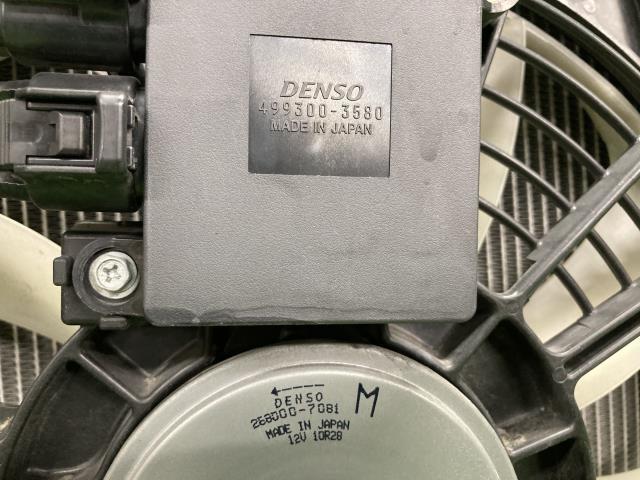 DENSO
499300-3580
MADE IN JAPAN
DENSO
268000-7081
M
MADE IN JAPAN
12V 10R28